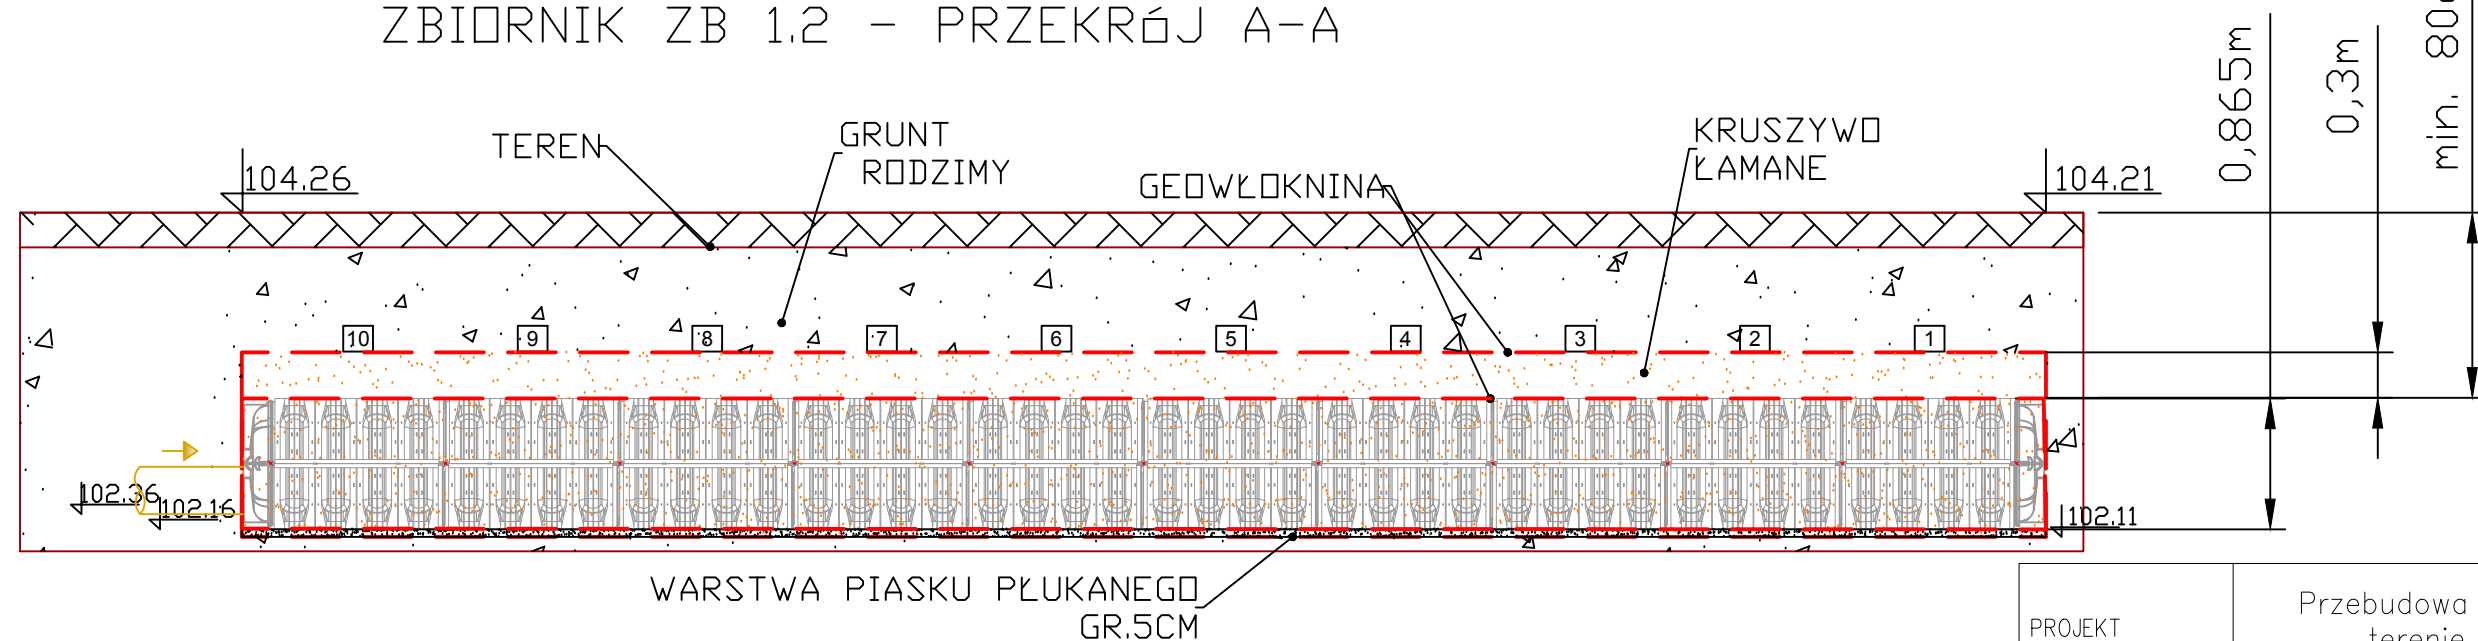 ZBIORNIK ZB 1.2 - PRZEKRóJ A-A
TEREN
GRUNT
RODZIMY
GEOWŁOKNINA
KRUSZYWO
ŁAMANE
104.26
104.21
0,865m
0,3m
min.
10
9
8
7
6
5
4
3
2
1
102.36
102.16
102.11
WARSTWA PIASKU PŁUKANEGO
GR.5CM
PROJEKT
Przebudowa
terenie